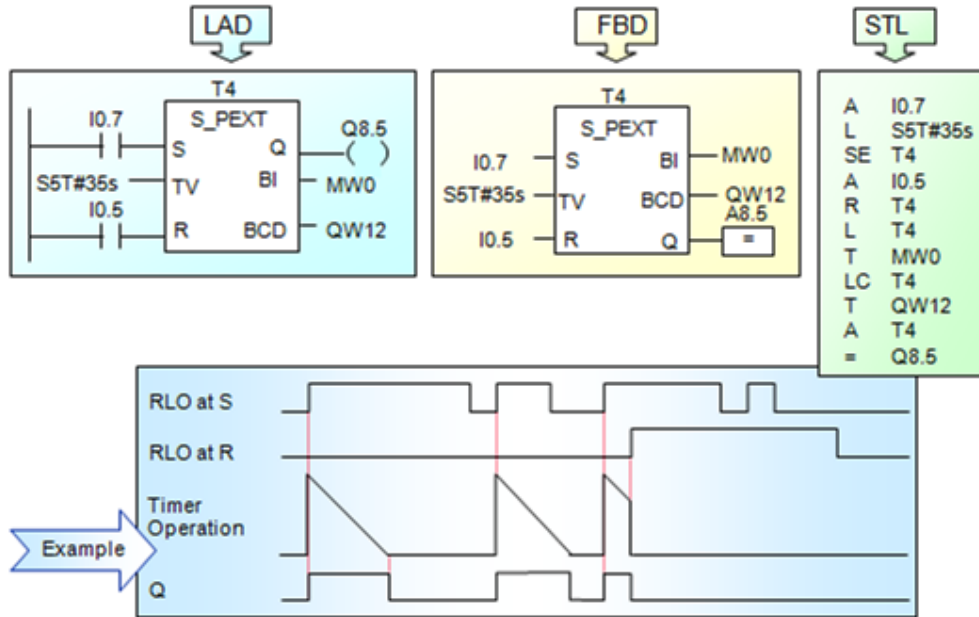 LAD
FBD
STL
T4
S_PEXT
I0.7
S
Q
Q8.5
S5T#35s
TV
BI
MW0
I0.5
R
BCD
QW12
T4
S_PEXT
I0.7
S
BI
MW0
S5T#35s
TV
BCD
QW12
A8.5
I0.5
R
Q
=
A I0.7
L S5T#35s
SE T4
A I0.5
R T4
L T4
T MW0
LC T4
T QW12
A T4
= Q8.5
RLO at S
RLO at R
Timer
Operation
Example
Q